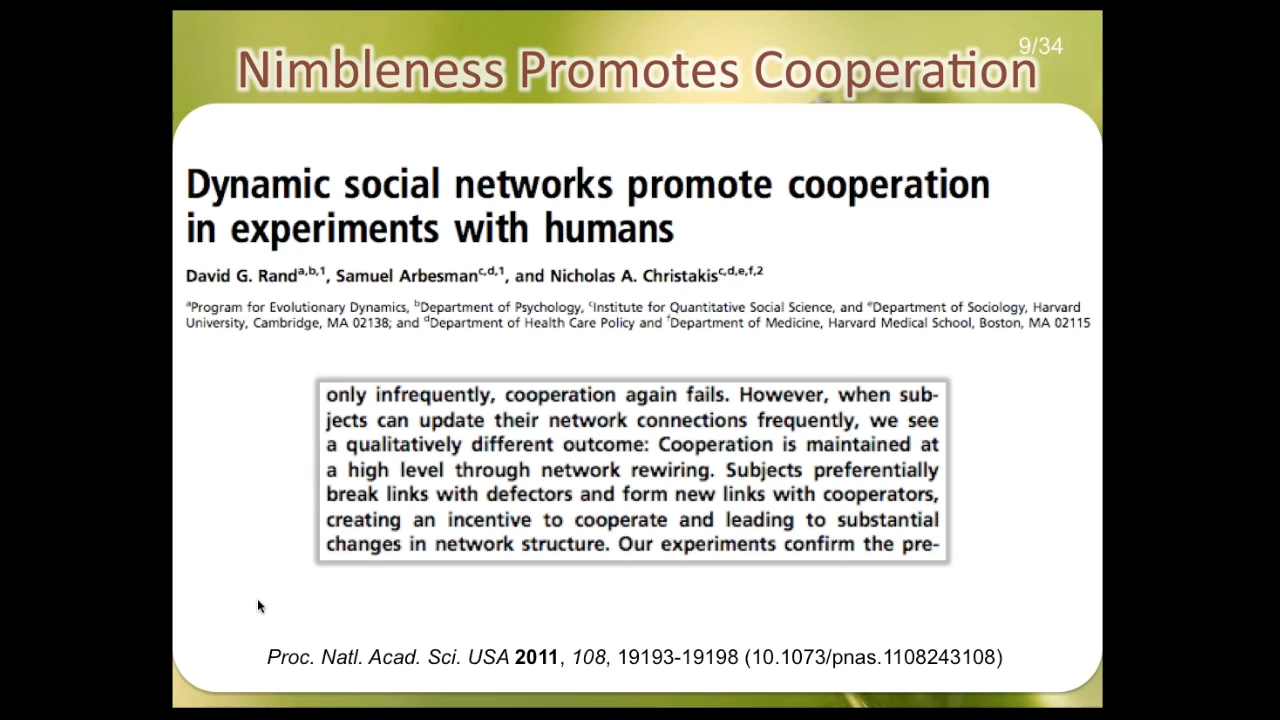 9/34
Nimbleness Promotes Cooperation
Dynamic social networks promote cooperation
in experiments with humans
David G. Randa,b,1, Samuel Arbesmanc,d,1, and Nicholas A. Christakisc,d,e,f,2
aProgram for Evolutionary Dynamics, bDepartment of Psychology, cInstitute for Quantitative Social Science, and eDepartment of Sociology, Harvard
University, Cambridge, MA 02138; and dDepartment of Health Care Policy and fDepartment of Medicine, Harvard Medical School, Boston, MA 02115
only infrequently, cooperation again fails. However, when sub-
jects can update their network connections frequently, we see
a qualitatively different outcome: Cooperation is maintained at
a high level through network rewiring. Subjects preferentially
break links with defectors and form new links with cooperators,
creating an incentive to cooperate and leading to substantial
changes in network structure. Our experiments confirm the pre-
Proc. Natl. Acad. Sci. USA 2011, 108, 19193-19198 (10.1073/pnas.1108243108)